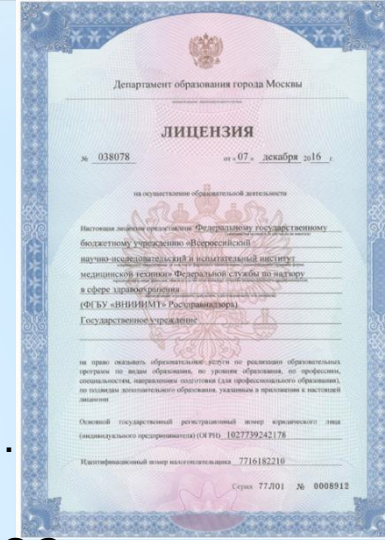 Департамент образования города Москвы
ЛИЦЕНЗИЯ
№ 038078 от « 07 » декабря 2016 г.
на осуществление образовательной деятельности
Настоящая лицензия предоставлена Федеральному государственному
бюджетному учреждению «Всероссийский
научно-исследовательский и испытательный институт
медицинской техники» Федеральной службы по надзору
в сфере здравоохранения
(ФГБУ «ВНИИИМТ» Росздравнадзора)
Государственное учреждение
на право оказывать образовательные услуги по реализации образовательных
программ по видам образования, по уровням образования, по профессиям,
специальностям, направлениям подготовки (для профессионального образования),
по подвидам дополнительного образования, указанным в приложении к настоящей
лицензии
Основной государственный регистрационный номер юридического лица
(индивидуального предпринимателя) (ОГРН) 1027739242178
Идентификационный номер налогоплательщика 7716182210
Серия 77Л01 № 0008912